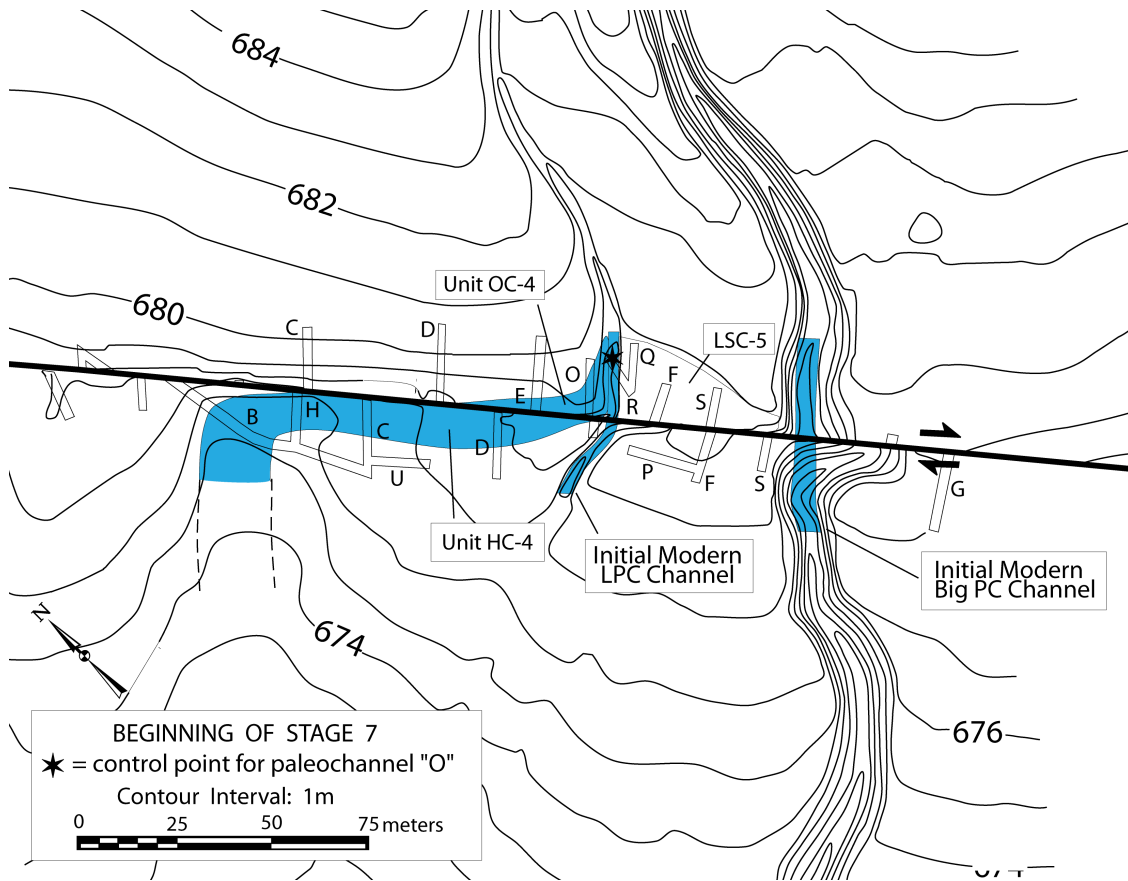 684
682
Unit OC-4
680
C
D
LSC-5
Q
O
F
E
S
R
B
H
C
D
P
U
F
S
G
Unit HC-4
Initial Modern
LPC Channel
Initial Modern
Big PC Channel
N
674
BEGINNING OF STAGE 7
= control point for paleochannel "O"
Contour Interval: 1m
0 25 50 75 meters
676